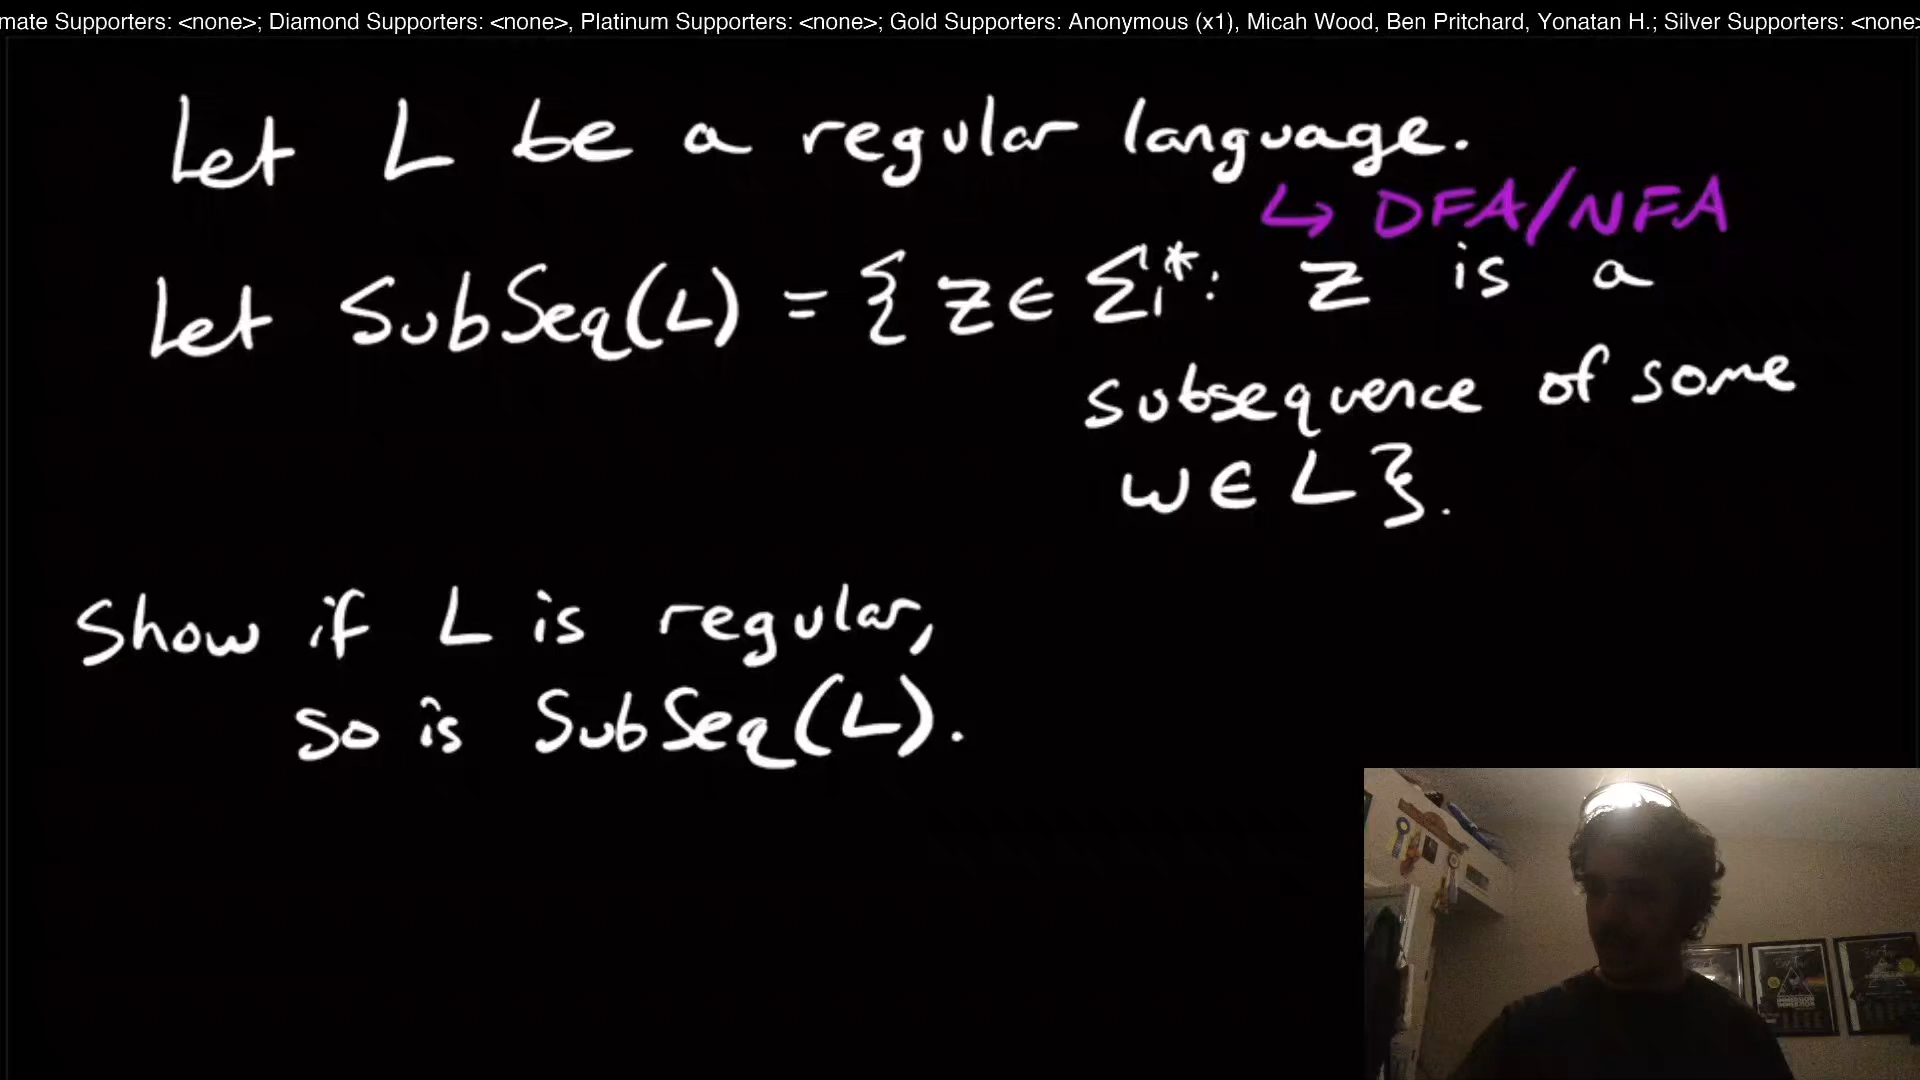 mate Supporters: <none>; Diamond Supporters: <none>, Platinum Supporters: <none>; Gold Supporters: Anonymous (x1), Micah Wood, Ben Pritchard, Yonatan H.; Silver Supporters: <none>
Let L be a regular language.
↳ DFA/NFA
Let SubSeq(L) = { z ∈ Σ*: z is a
subsequence of some
w ∈ L }.
Show if L is regular,
so is SubSeq(L).